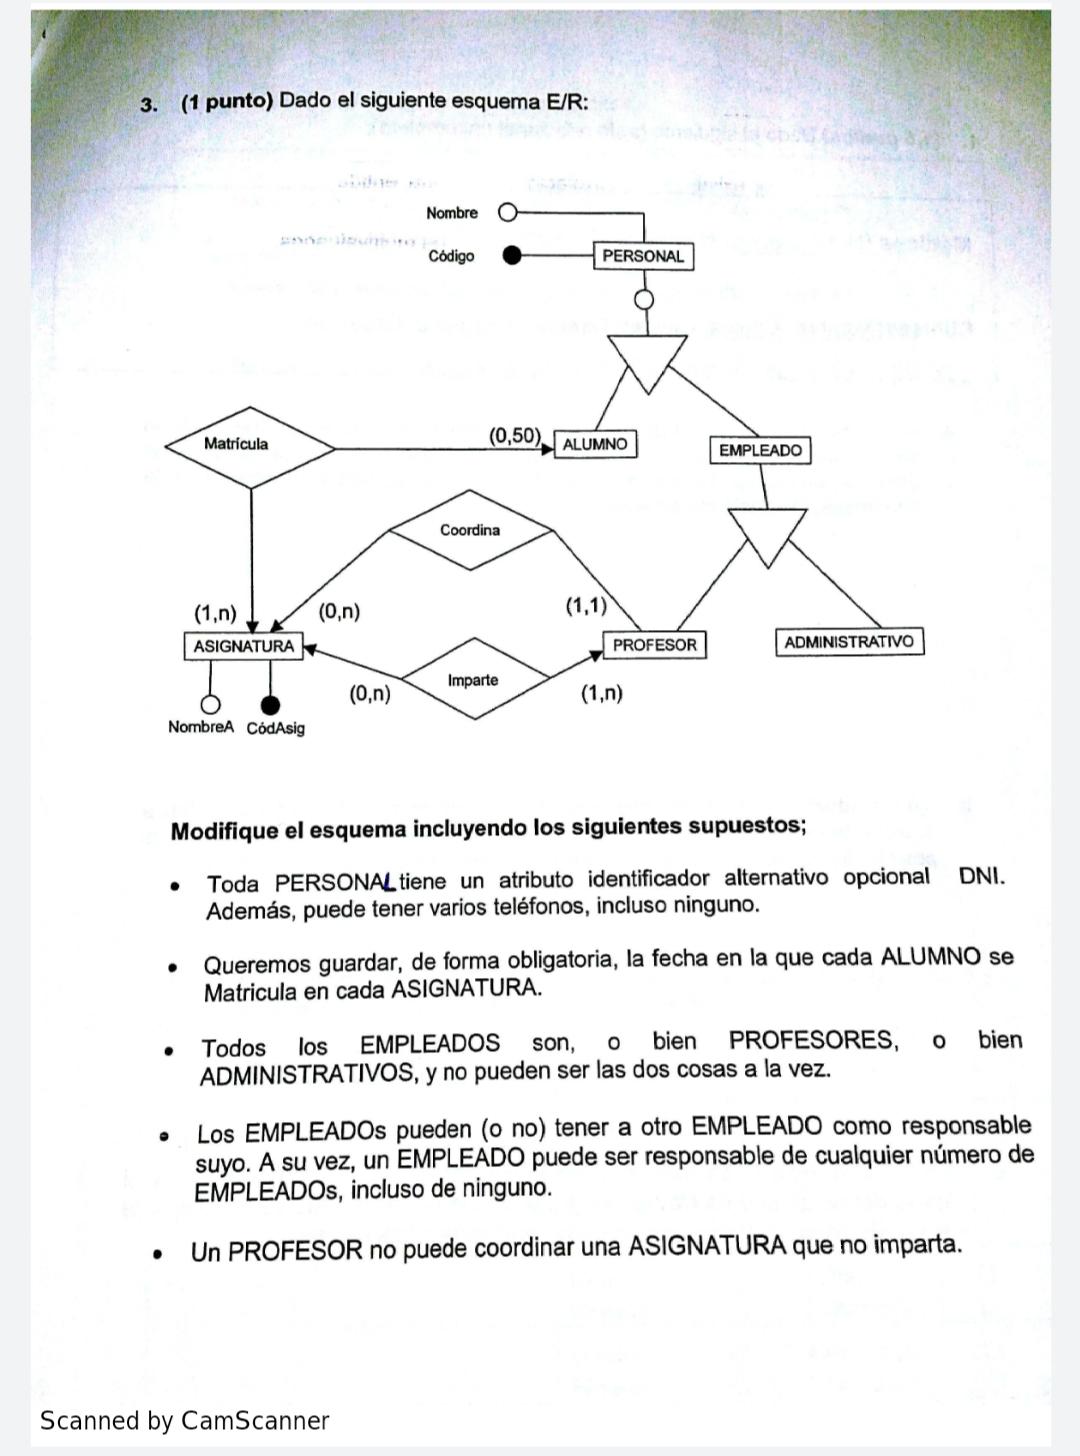 3. (1 punto) Dado el siguiente esquema E/R:
Nombre
Código
PERSONAL
Matrícula
(0,50)
ALUMNO
EMPLEADO
Coordina
(1,n)
(0,n)
(1,1)
ASIGNATURA
PROFESOR
ADMINISTRATIVO
Imparte
(0,n)
(1,n)
NombreA CódAsig
Modifique el esquema incluyendo los siguientes supuestos;
• Toda PERSONAL tiene un atributo identificador alternativo opcional DNI.
Además, puede tener varios teléfonos, incluso ninguno.
• Queremos guardar, de forma obligatoria, la fecha en la que cada ALUMNO se
Matricula en cada ASIGNATURA.
• Todos los EMPLEADOS son, o bien PROFESORES, o bien
ADMINISTRATIVOS, y no pueden ser las dos cosas a la vez.
• Los EMPLEADOs pueden (o no) tener a otro EMPLEADO como responsable
suyo. A su vez, un EMPLEADO puede ser responsable de cualquier número de
EMPLEADOs, incluso de ninguno.
• Un PROFESOR no puede coordinar una ASIGNATURA que no imparta.
Scanned by CamScanner